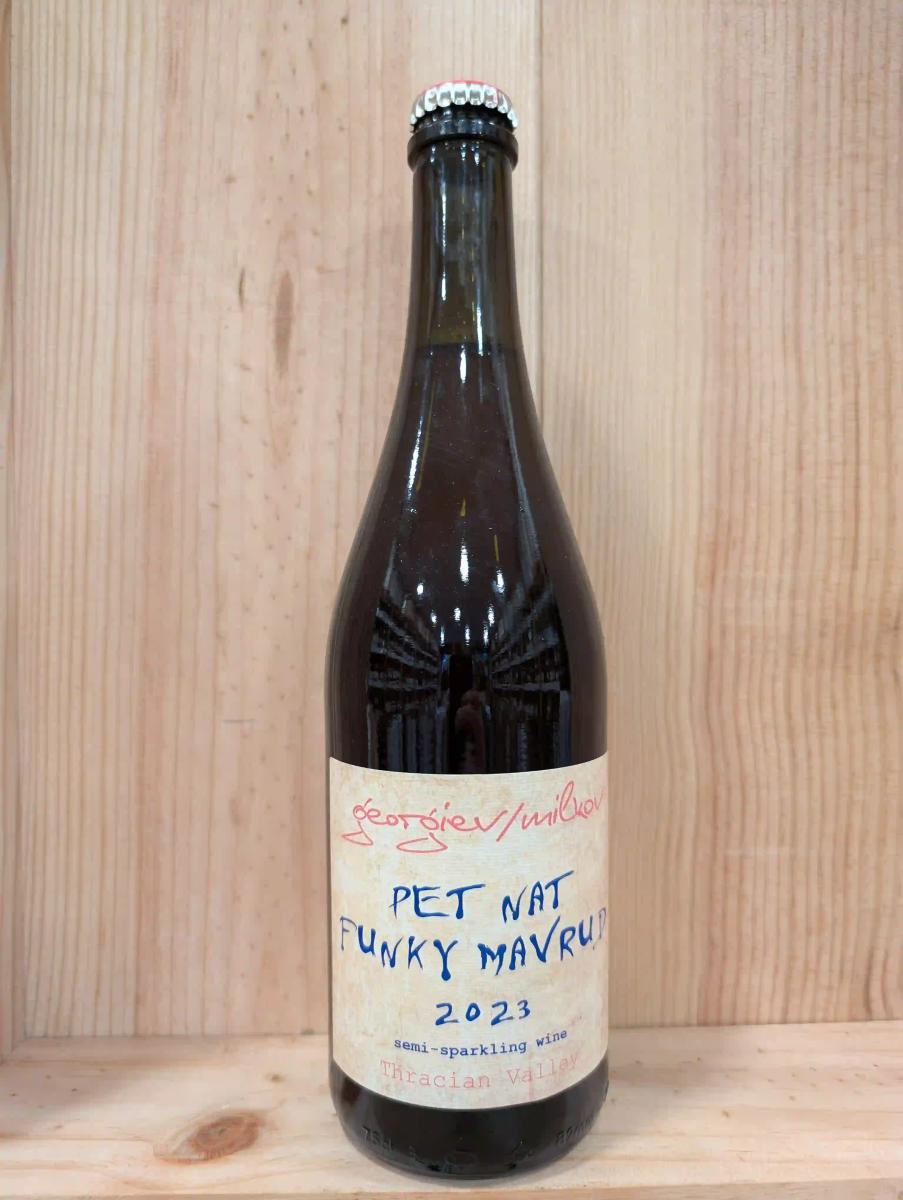 georgiev/milkov
PET NAT
FUNKY MAVRUD
2023
semi-sparkling wine
Thracian Valley